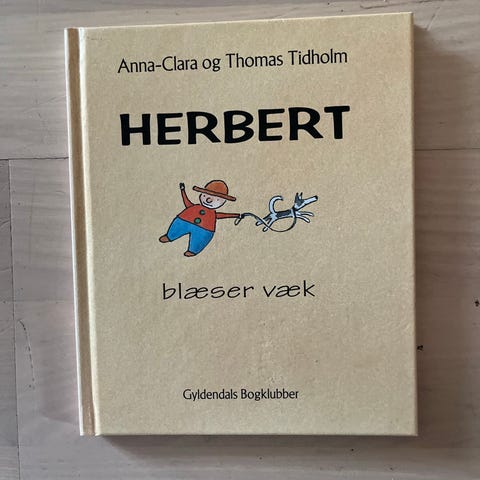 Anna-Clara og Thomas Tidholm
HERBERT
blæser væk
Gyldendals Bogklubber